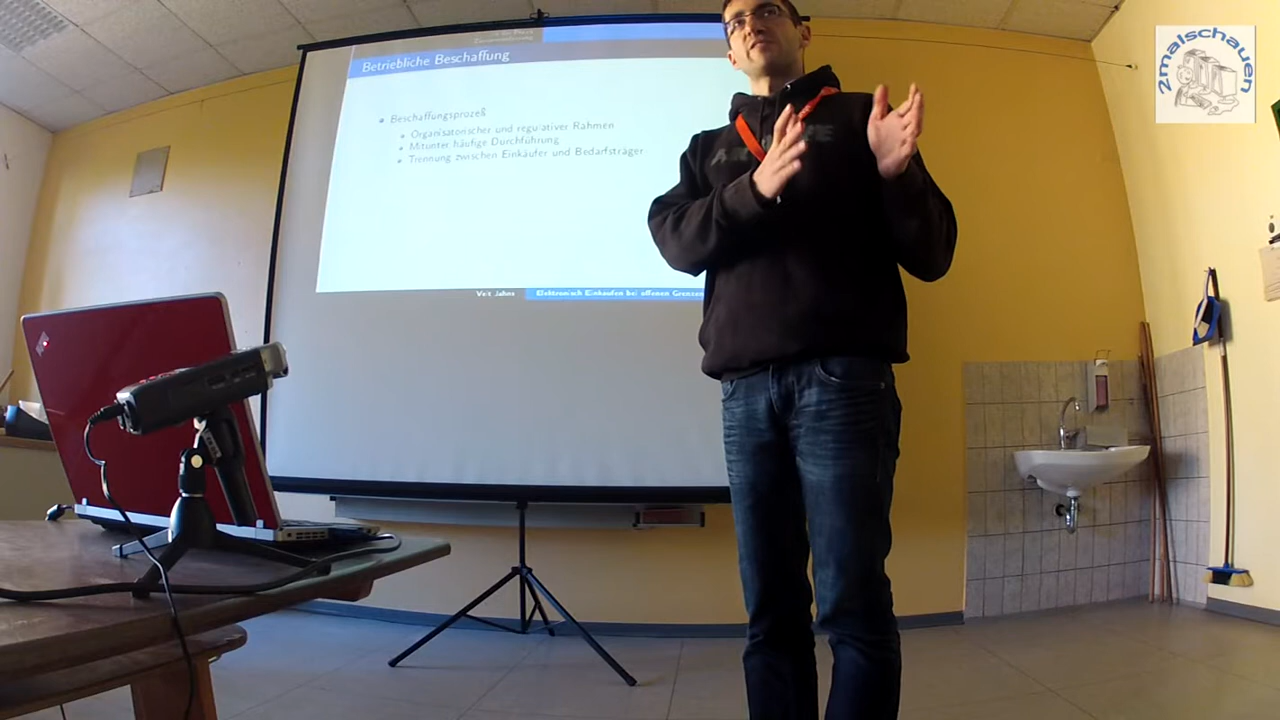 Betriebliche Beschaffung
Beschaffungsprozeß
Organisatorischer und regulativer Rahmen
Mitunter häufige Durchführung
Trennung zwischen Einkäufer und Bedarfsträger
Veit Jahns
Elektronisch Einkaufen bei offenen Grenzen
2malschauen